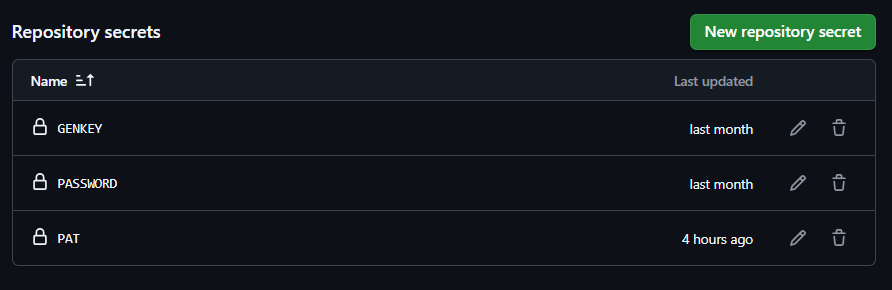 Repository secrets
New repository secret
Name
Last updated
GENKEY
last month
PASSWORD
last month
PAT
4 hours ago